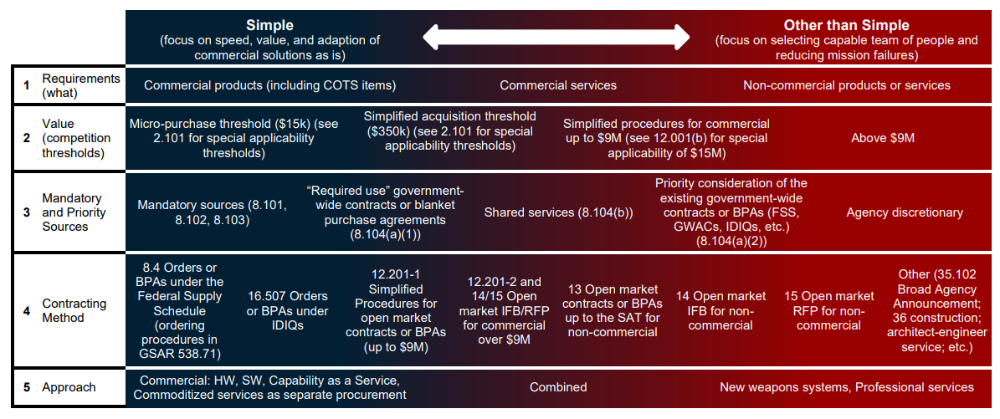 Simple
(focus on speed, value, and adaption of
commercial solutions as is)
Other than Simple
(focus on selecting capable team of people and
reducing mission failures)
1
Requirements
(what)
Commercial products (including COTS items)
Commercial services
Non-commercial products or services
2
Value
(competition
thresholds)
Micro-purchase threshold ($15k) (see
2.101 for special applicability
thresholds)
Simplified acquisition threshold
($350k) (see 2.101 for special
applicability thresholds)
Simplified procedures for commercial
up to $9M (see 12.001(b) for special
applicability of $15M)
Above $9M
3
Mandatory
and Priority
Sources
Mandatory sources (8.101,
8.102, 8.103)
“Required use” government-
wide contracts or blanket
purchase agreements
(8.104(a)(1))
Shared services (8.104(b))
Priority consideration of the
existing government-wide
contracts or BPAs (FSS,
GWACs, IDIQs, etc.)
(8.104(a)(2))
Agency discretionary
4
Contracting
Method
8.4 Orders or
BPAs under the
Federal Supply
Schedule
(ordering
procedures in
GSAR 538.71)
16.507 Orders
or BPAs under
IDIQs
12.201-1
Simplified
Procedures for
open market
contracts or BPAs
(up to $9M)
12.201-2 and
14/15 Open
market IFB/RFP
for commercial
over $9M
13 Open market
contracts or BPAs
up to the SAT for
non-commercial
14 Open market
IFB for non-
commercial
15 Open market
RFP for non-
commercial
Other (35.102
Broad Agency
Announcement;
36 construction;
architect-engineer
service; etc.)
5
Approach
Commercial: HW, SW, Capability as a Service,
Commoditized services as separate procurement
Combined
New weapons systems, Professional services